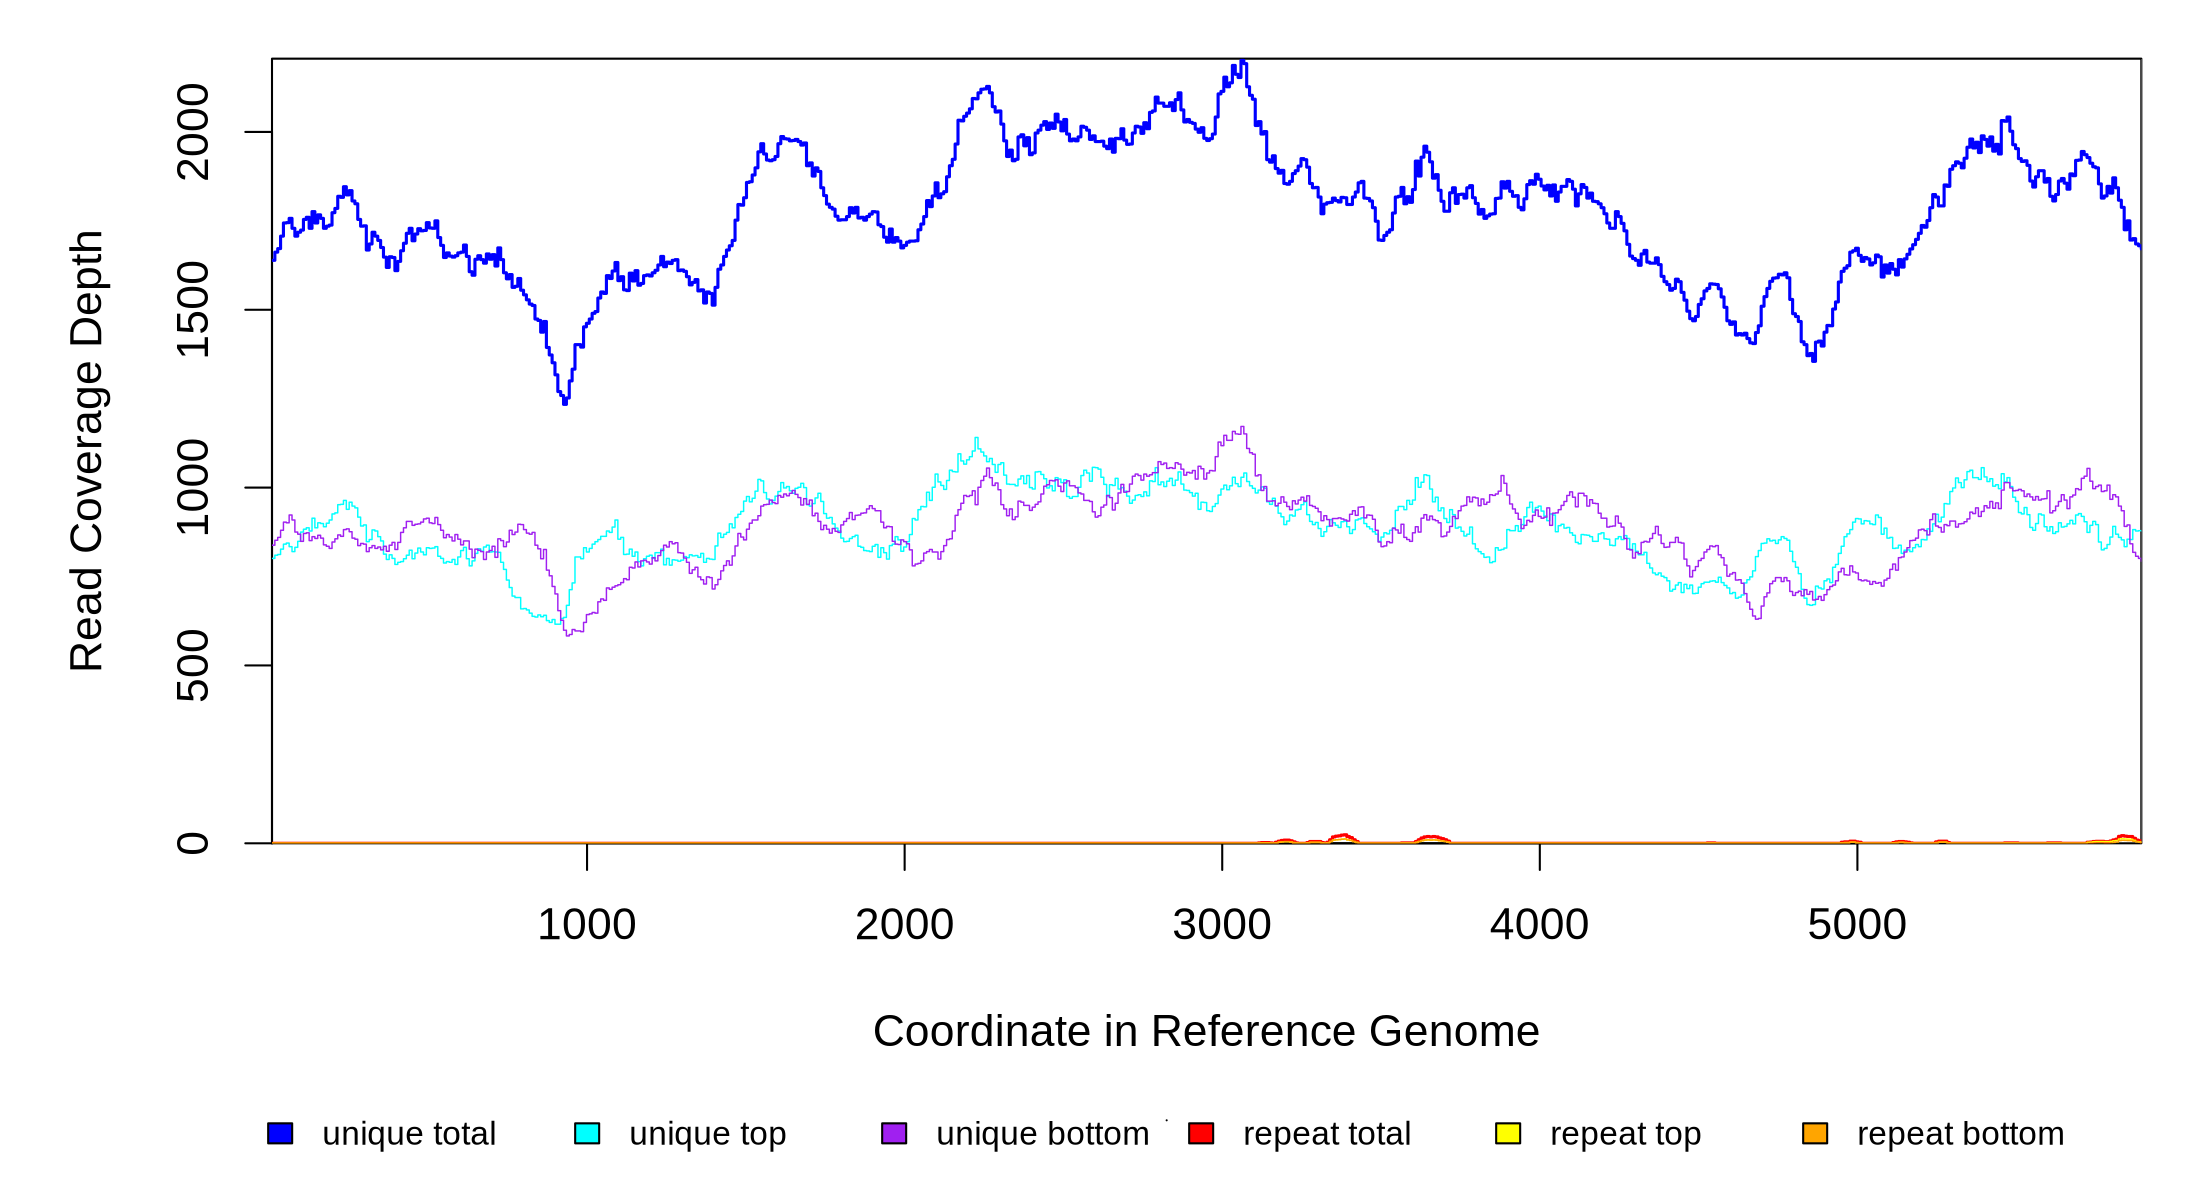 Read Coverage Depth
2000
1500
1000
500
0
1000 2000 3000 4000 5000
Coordinate in Reference Genome
unique total unique top unique bottom repeat total repeat top repeat bottom